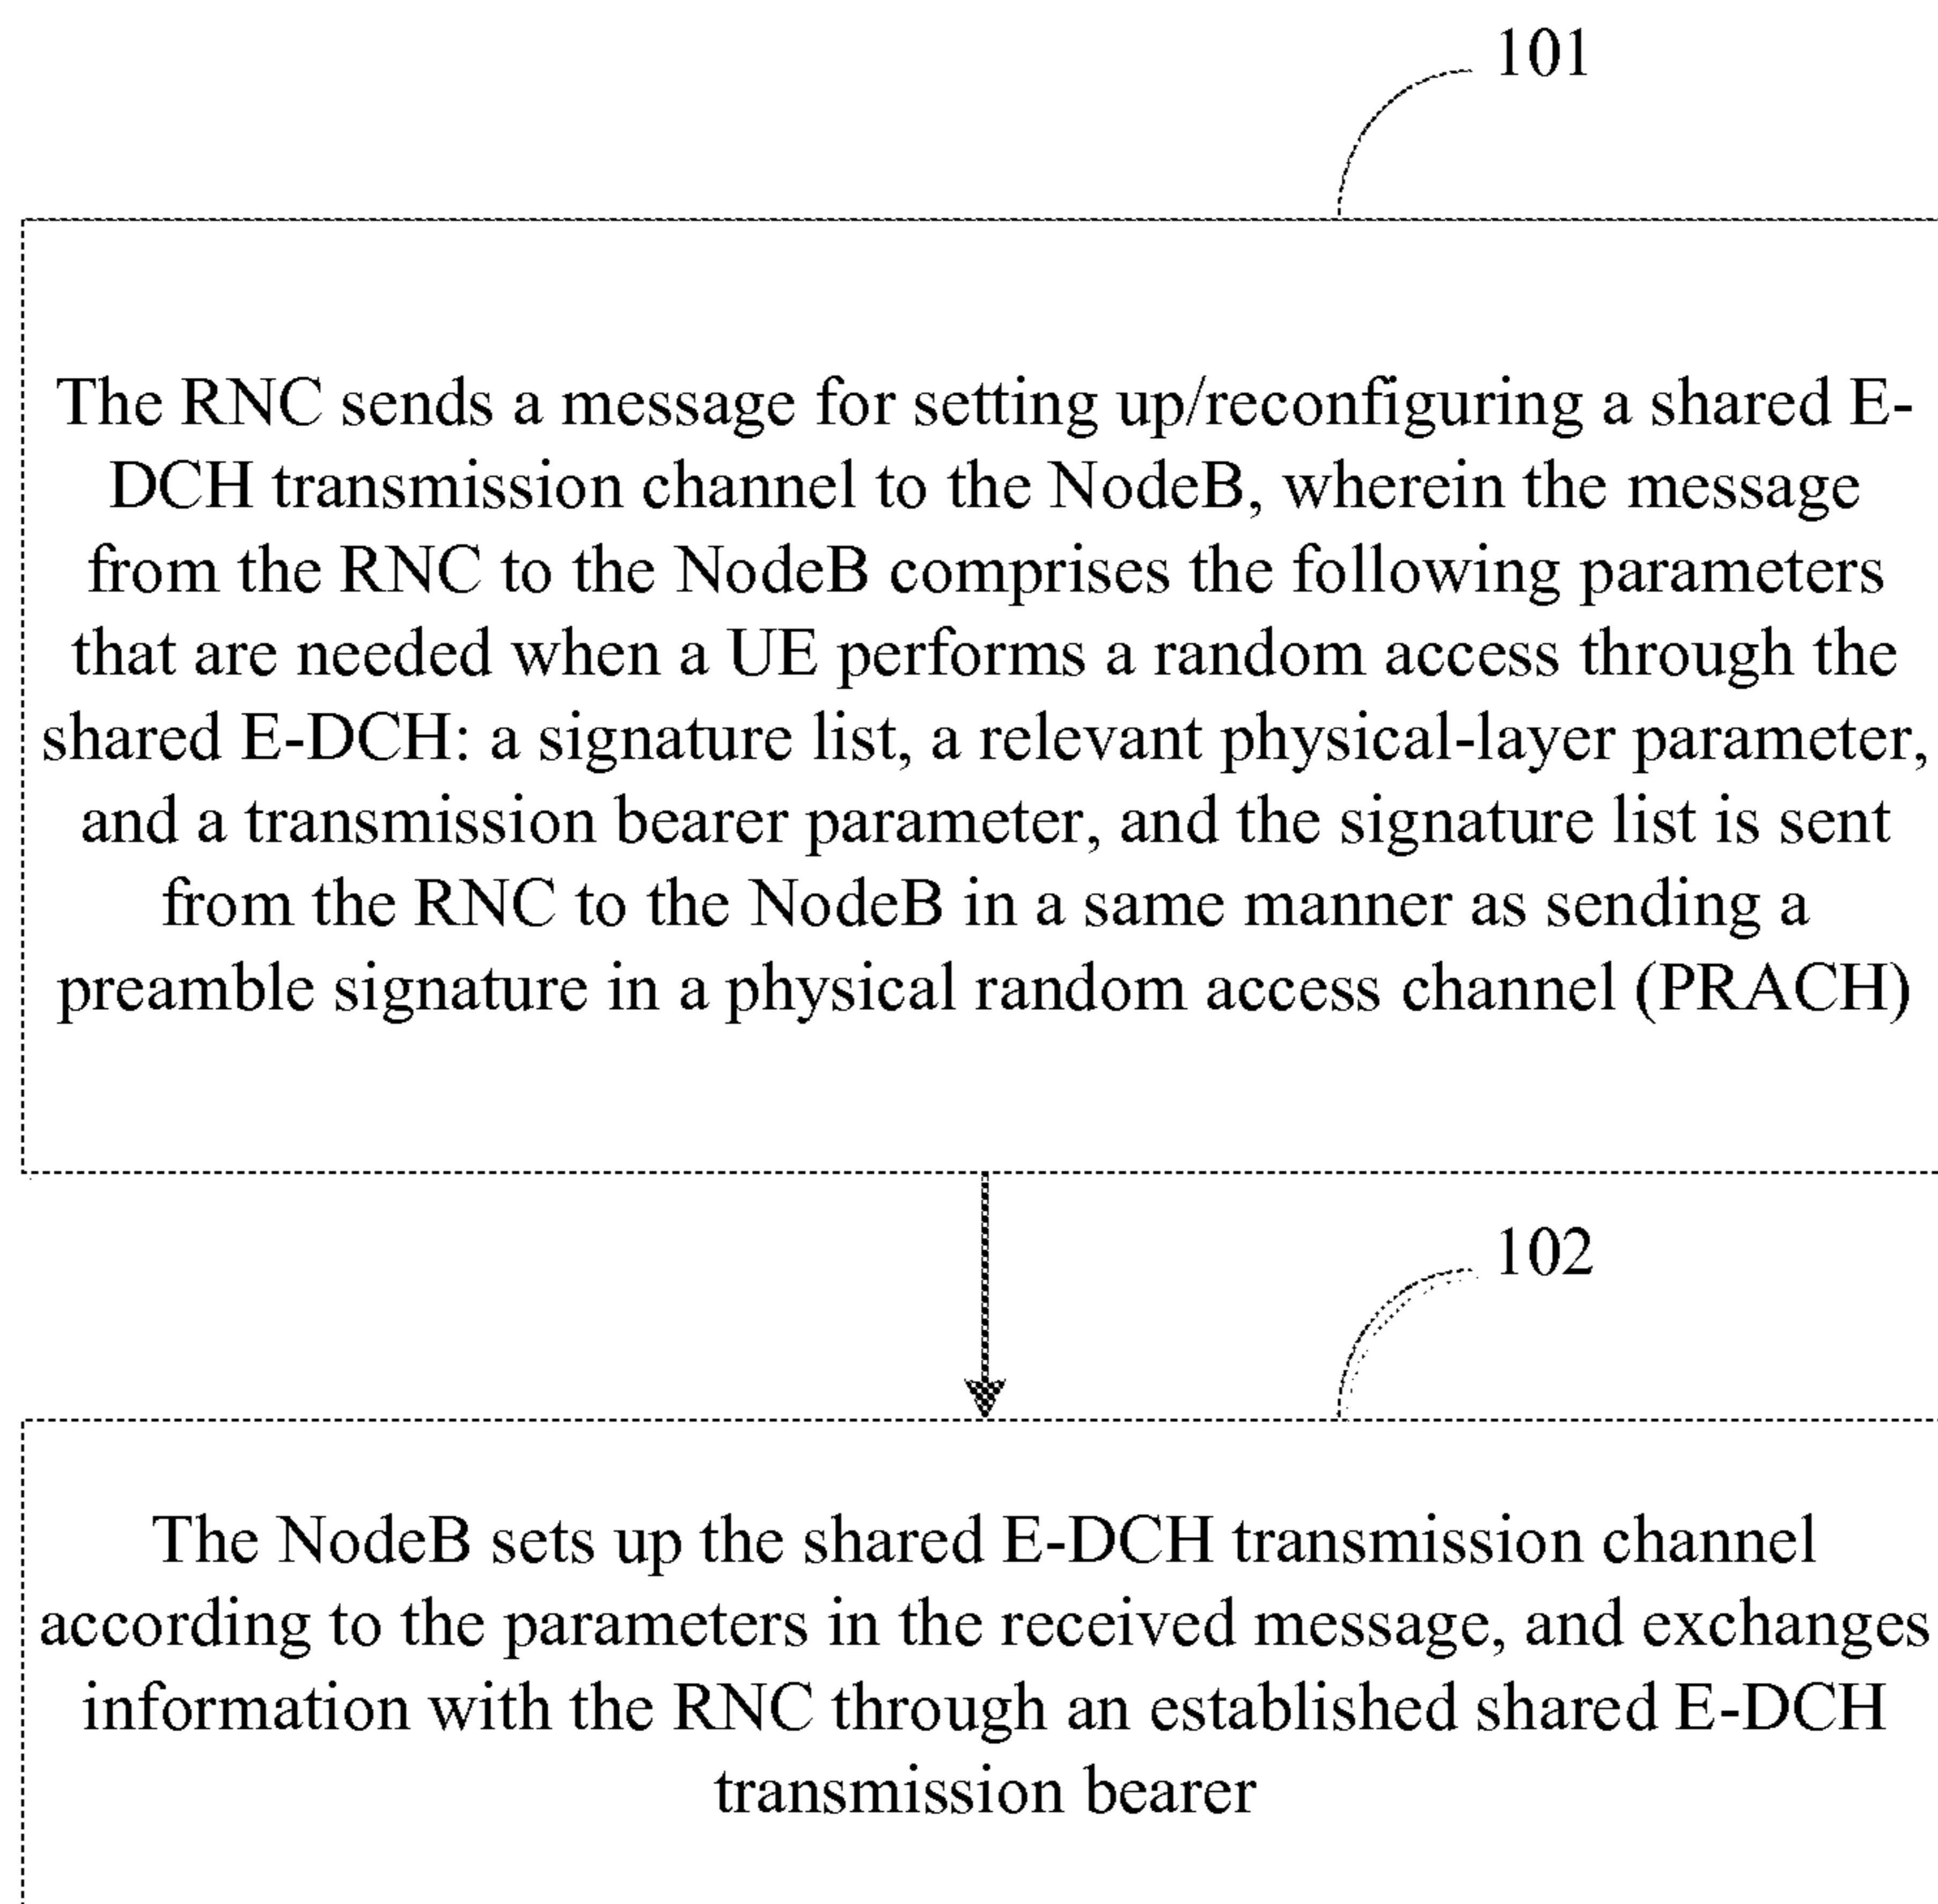 101
The RNC sends a message for setting up/reconfiguring a shared E-
DCH transmission channel to the NodeB, wherein the message
from the RNC to the NodeB comprises the following parameters
that are needed when a UE performs a random access through the
shared E-DCH: a signature list, a relevant physical-layer parameter,
and a transmission bearer parameter, and the signature list is sent
from the RNC to the NodeB in a same manner as sending a
preamble signature in a physical random access channel (PRACH)
102
The NodeB sets up the shared E-DCH transmission channel
according to the parameters in the received message, and exchanges
information with the RNC through an established shared E-DCH
transmission bearer